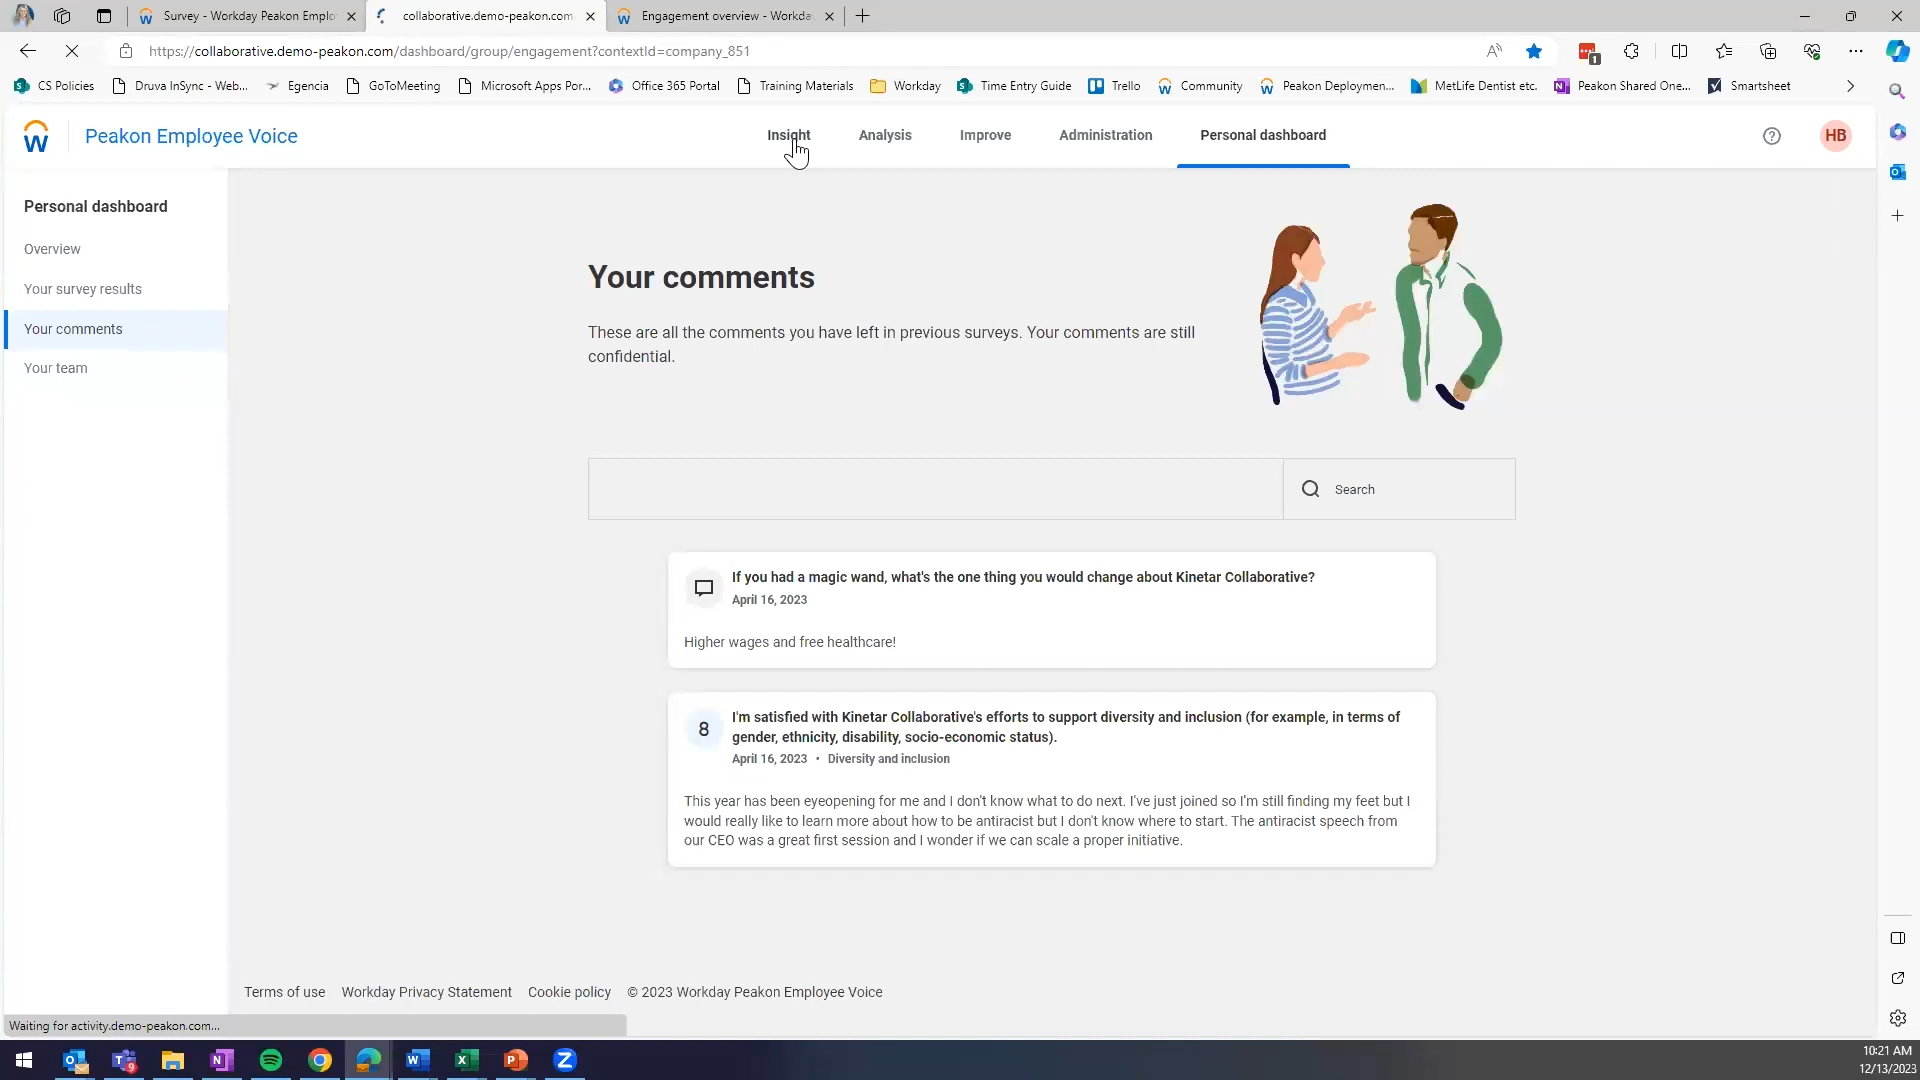 Survey - Workday Peakon Emplo
collaborative.demo-peakon.com
Engagement overview - Workda
https://collaborative.demo-peakon.com/dashboard/group/engagement?contextId=company_851
1
CS Policies
Druva InSync - Web...
Egencia
GoToMeeting
Microsoft Apps Por...
Office 365 Portal
Training Materials
Workday
Time Entry Guide
Trello
Community
Peakon Deploymen...
MetLife Dentist etc.
Peakon Shared One...
Smartsheet
Peakon Employee Voice
Insight
Analysis
Improve
Administration
Personal dashboard
HB
Personal dashboard
Overview
Your survey results
Your comments
Your team
Your comments
These are all the comments you have left in previous surveys. Your comments are still
confidential.
Search
If you had a magic wand, what's the one thing you would change about Kinetar Collaborative?
April 16, 2023
Higher wages and free healthcare!
8
I'm satisfied with Kinetar Collaborative's efforts to support diversity and inclusion (for example, in terms of
gender, ethnicity, disability, socio-economic status).
April 16, 2023 • Diversity and inclusion
This year has been eyeopening for me and I don't know what to do next. I've just joined so I'm still finding my feet but I
would really like to learn more about how to be antiracist but I don't know where to start. The antiracist speech from
our CEO was a great first session and I wonder if we can scale a proper initiative.
Terms of use
Workday Privacy Statement
Cookie policy
© 2023 Workday Peakon Employee Voice
Waiting for activity.demo-peakon.com...
9
10:21 AM
12/13/2023